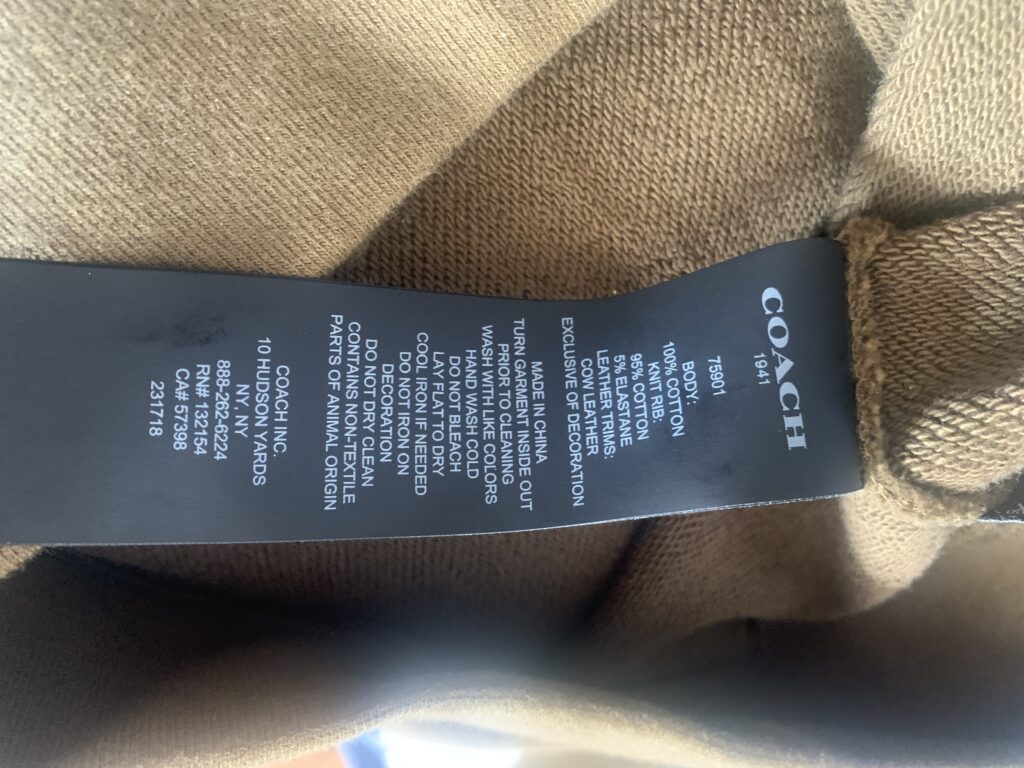 COACH
1941
75901
BODY:
100% COTTON
KNIT RIB:
95% COTTON
5% ELASTANE
LEATHER TRIMS:
COW LEATHER
EXCLUSIVE OF DECORATION
MADE IN CHINA
TURN GARMENT INSIDE OUT
PRIOR TO CLEANING
WASH WITH LIKE COLORS
HAND WASH COLD
DO NOT BLEACH
LAY FLAT TO DRY
COOL IRON IF NEEDED
DO NOT IRON ON
DECORATION
DO NOT DRY CLEAN
CONTAINS NON-TEXTILE
PARTS OF ANIMAL ORIGIN
COACH INC.
10 HUDSON YARDS
NY, NY
888-262-6224
RN# 132154
CA# 57398
231718